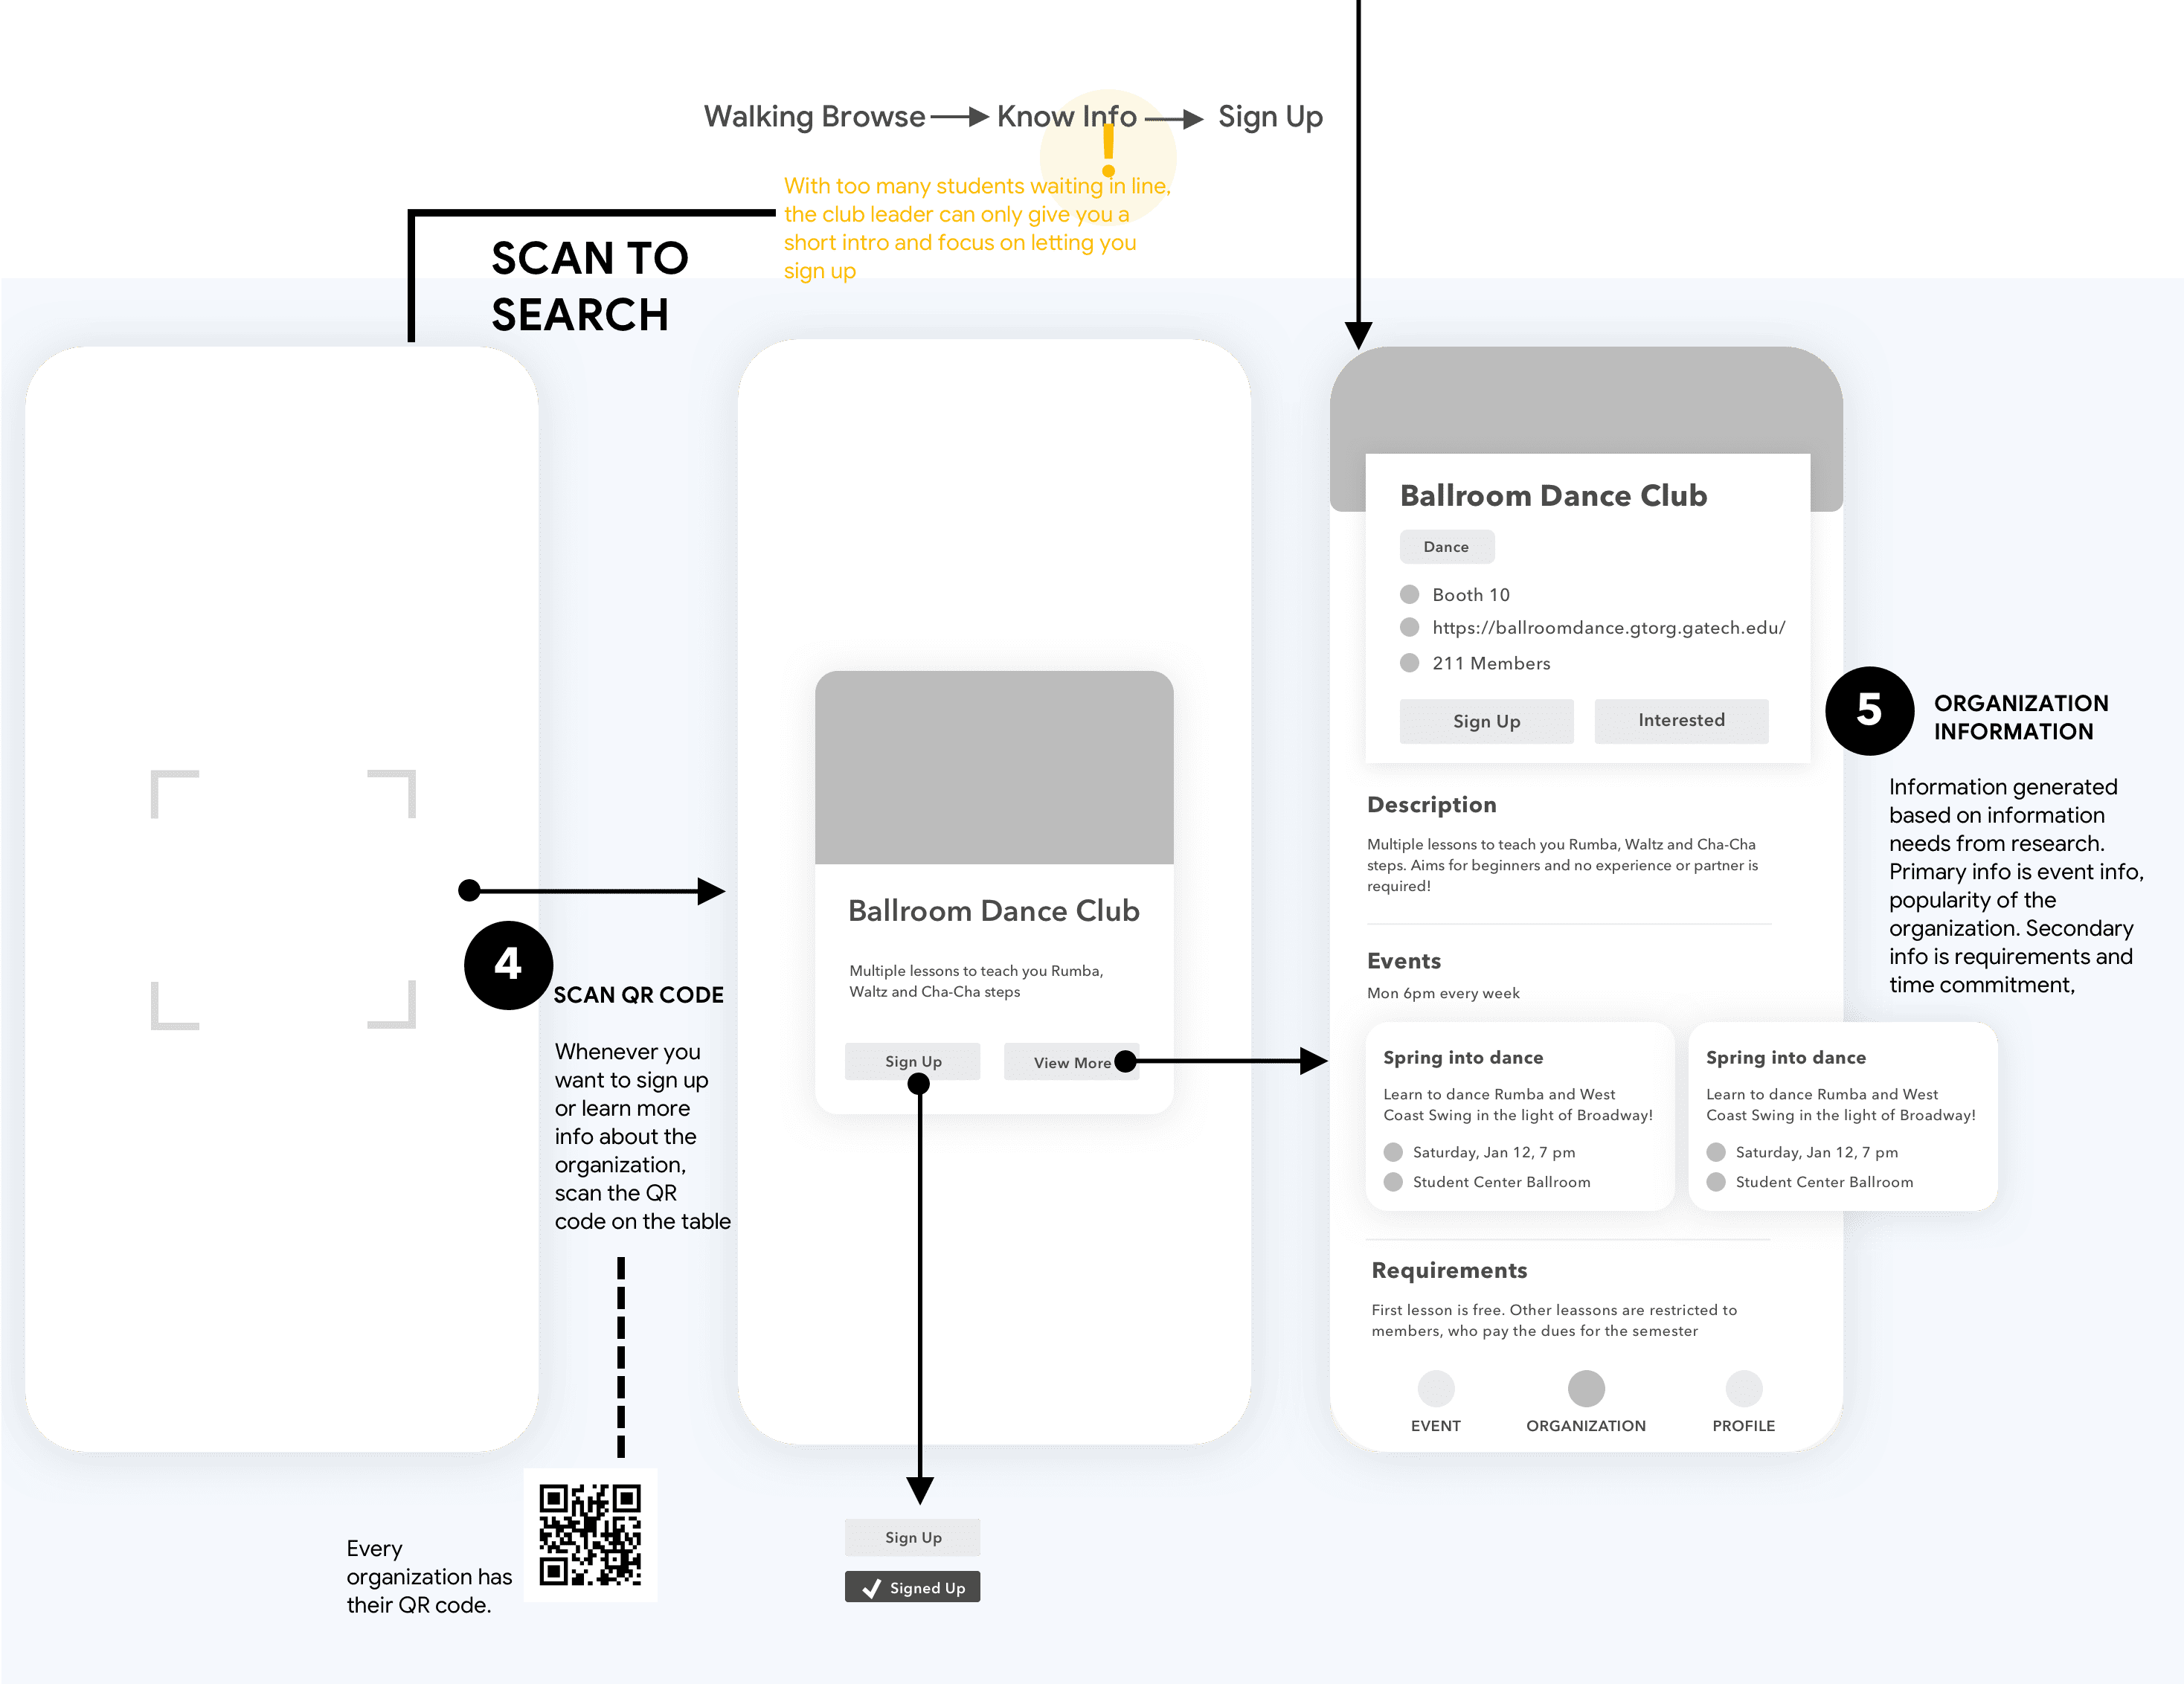 Walking Browse
Know Info
Sign Up
!
With too many students waiting in line,
the club leader can only give you a
short intro and focus on letting you
sign up
SCAN TO
SEARCH
4
SCAN QR CODE
Whenever you
want to sign up
or learn more
info about the
organization,
scan the QR
code on the table
Every
organization has
their QR code.
Ballroom Dance Club
Multiple lessons to teach you Rumba,
Waltz and Cha-Cha steps
Sign Up
View More
Sign Up
Signed Up
Ballroom Dance Club
Dance
Booth 10
https://ballroomdance.gtorg.gatech.edu/
211 Members
Sign Up
Interested
Description
Multiple lessons to teach you Rumba, Waltz and Cha-Cha
steps. Aims for beginners and no experience or partner is
required!
Events
Mon 6pm every week
Spring into dance
Learn to dance Rumba and West
Coast Swing in the light of Broadway!
Saturday, Jan 12, 7 pm
Student Center Ballroom
Spring into dance
Learn to dance Rumba and West
Coast Swing in the light of Broadway!
Saturday, Jan 12, 7 pm
Student Center Ballroom
Requirements
First lesson is free. Other leassons are restricted to
members, who pay the dues for the semester
EVENT
ORGANIZATION
PROFILE
5
ORGANIZATION
INFORMATION
Information generated
based on information
needs from research.
Primary info is event info,
popularity of the
organization. Secondary
info is requirements and
time commitment,